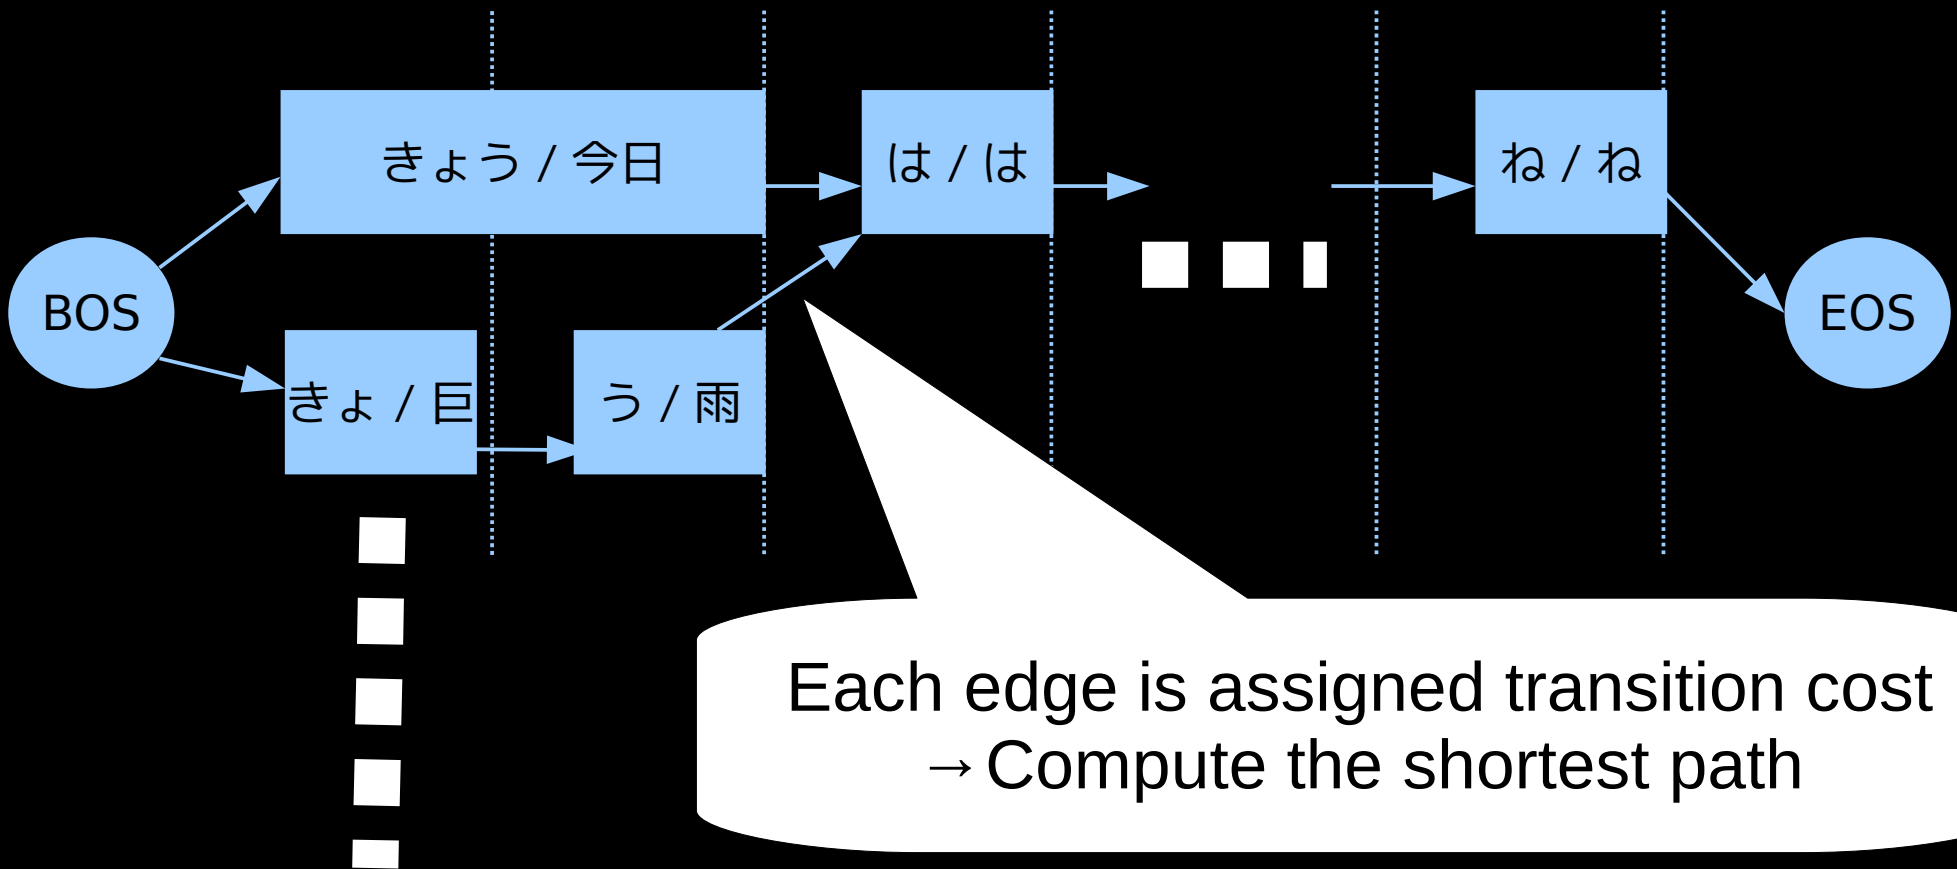 きょう / 今日
は / は
ね / ね
BOS
EOS
きょ / 巨
う / 雨
Each edge is assigned transition cost
→Compute the shortest path